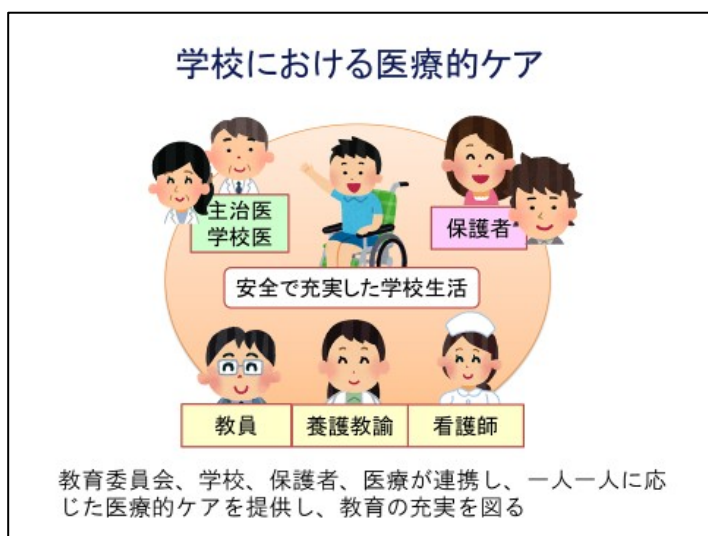 学校における医療的ケア
主治医
学校医
保護者
安全で充実した学校生活
教員
養護教諭
看護師
教育委員会、学校、保護者、医療が連携し、一人一人に応
じた医療的ケアを提供し、教育の充実を図る